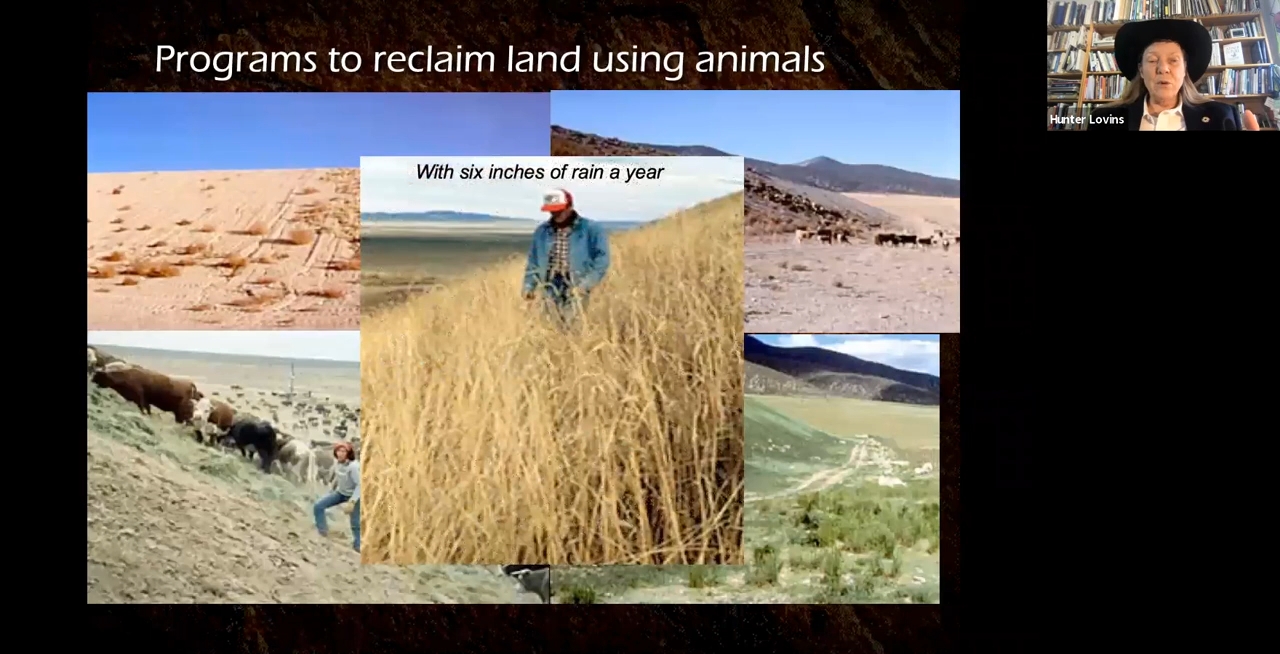 Programs to reclaim land using animals
With six inches of rain a year
Hunter Lovins